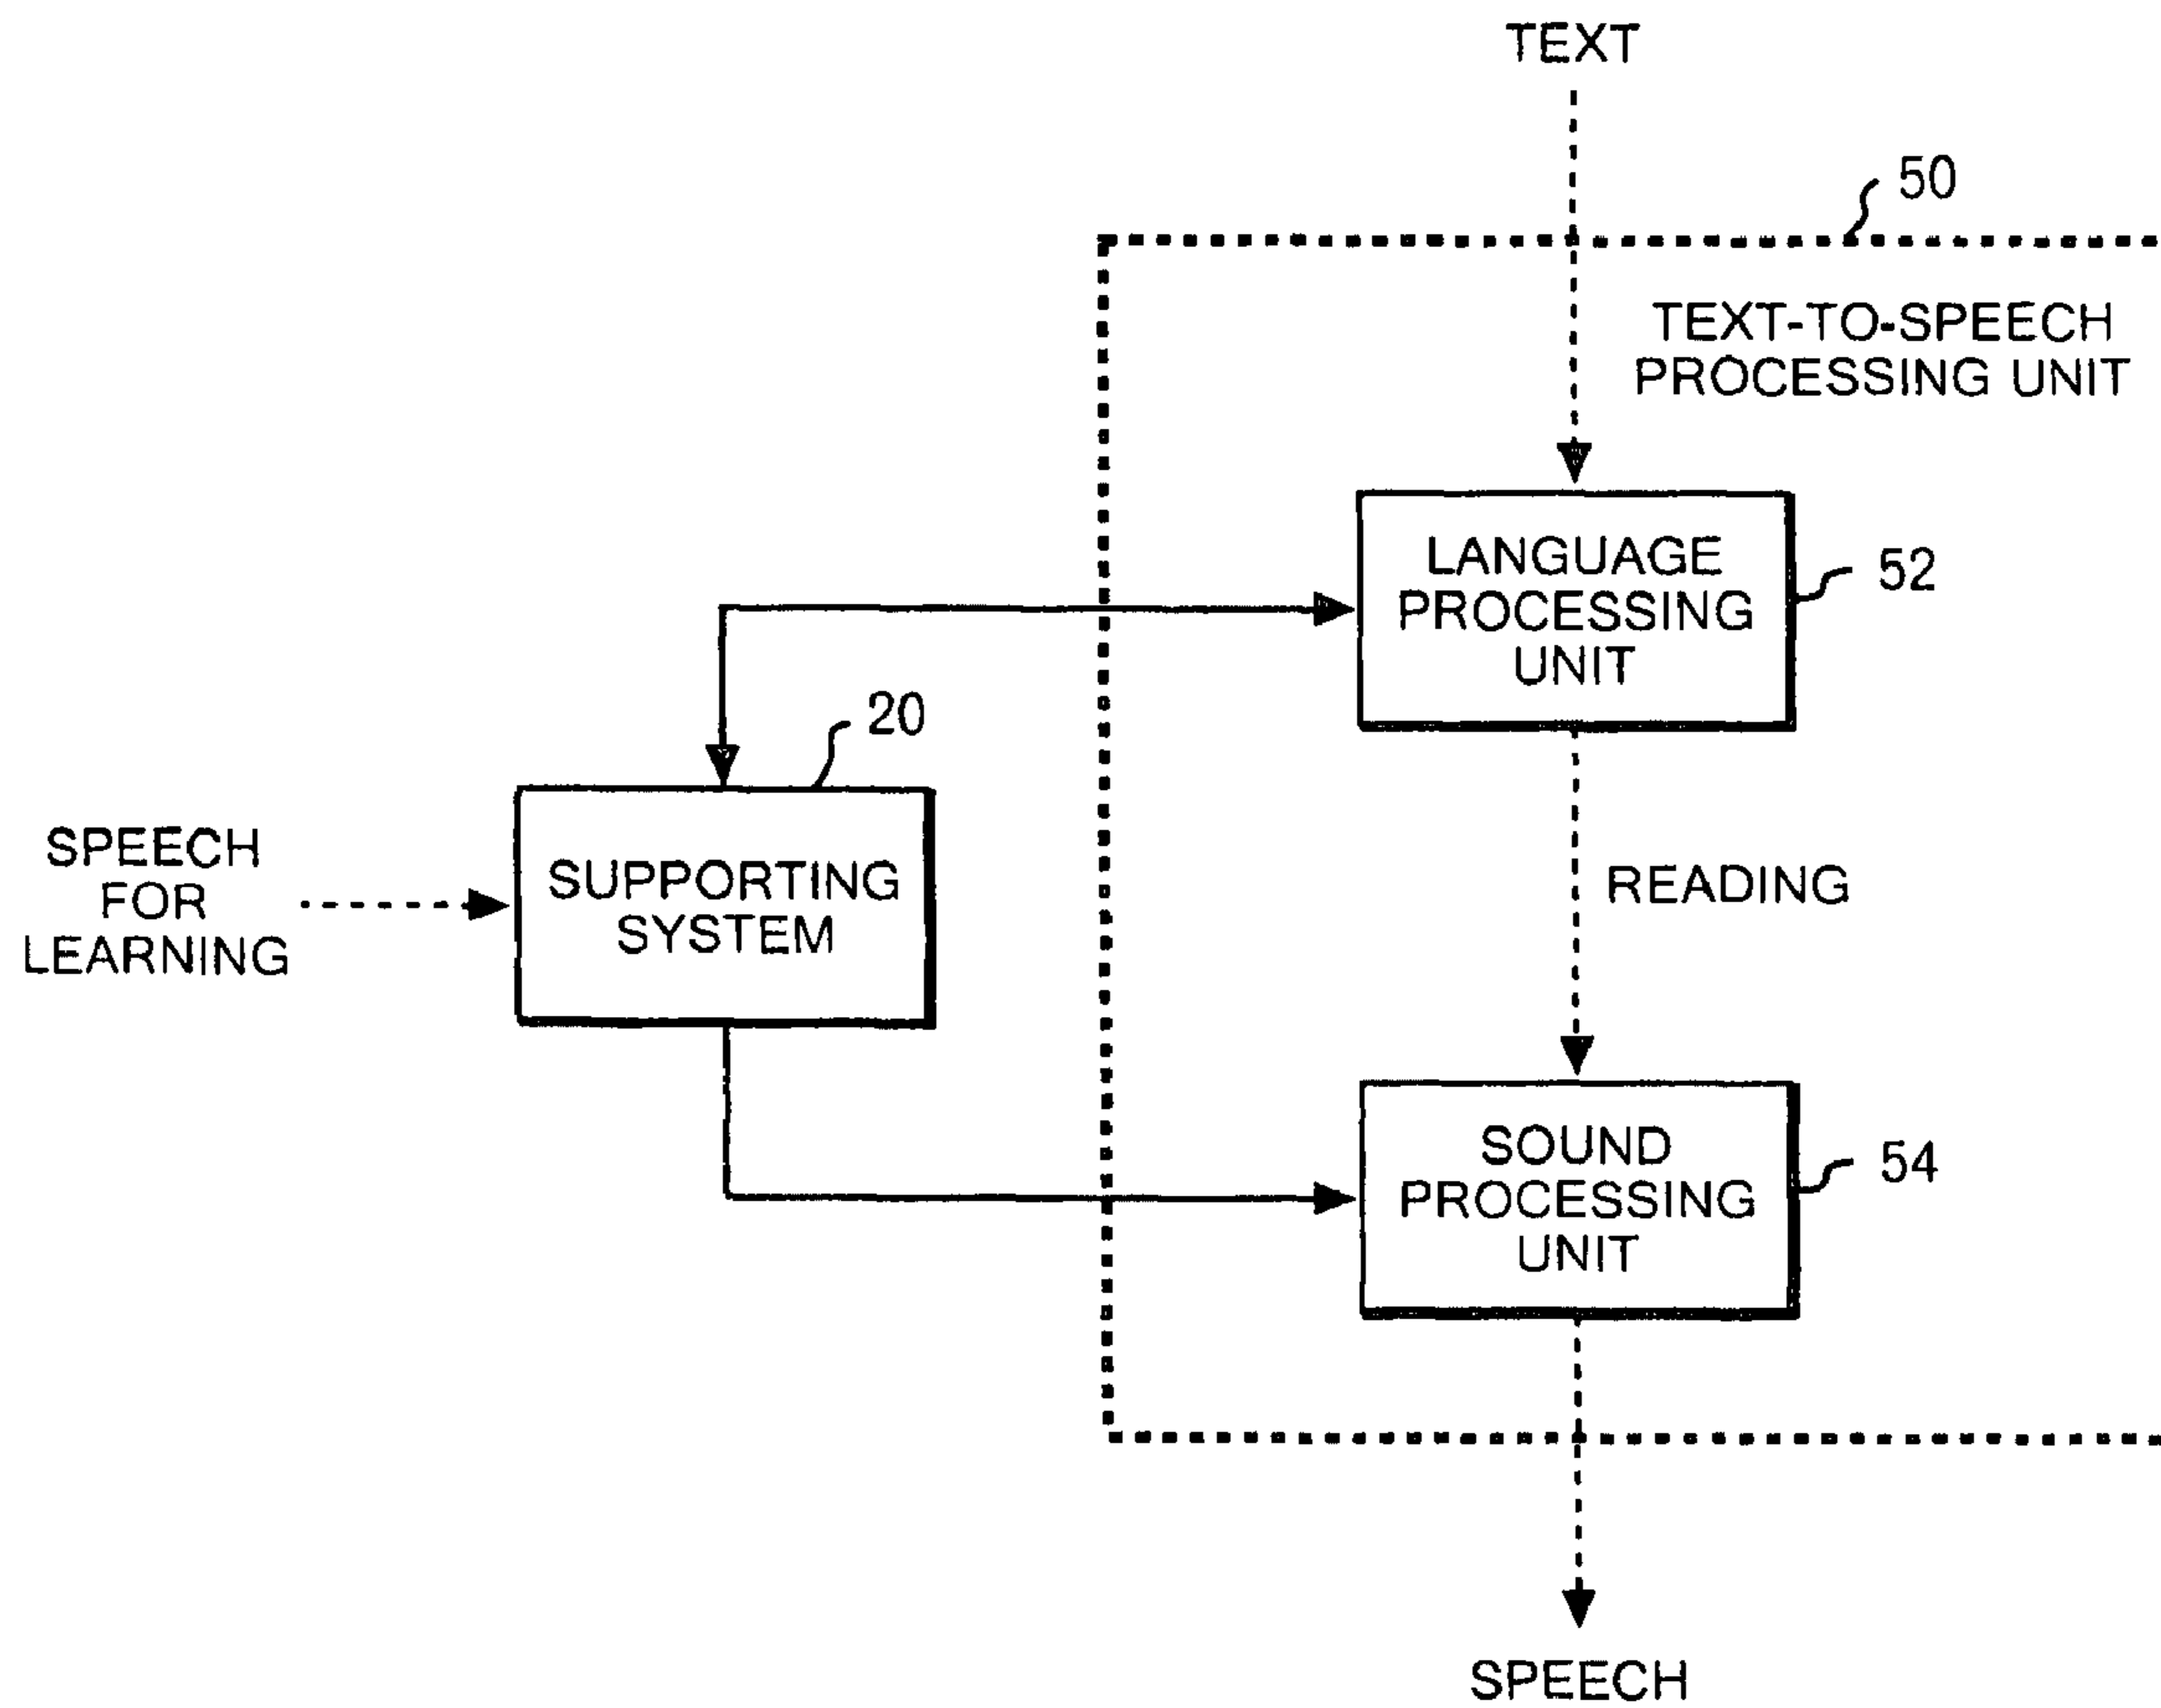 TEXT
50
TEXT-TO-SPEECH
PROCESSING UNIT
LANGUAGE
PROCESSING
UNIT
52
20
SPEECH
FOR
LEARNING
SUPPORTING
SYSTEM
READING
SOUND
PROCESSING
UNIT
54
SPEECH